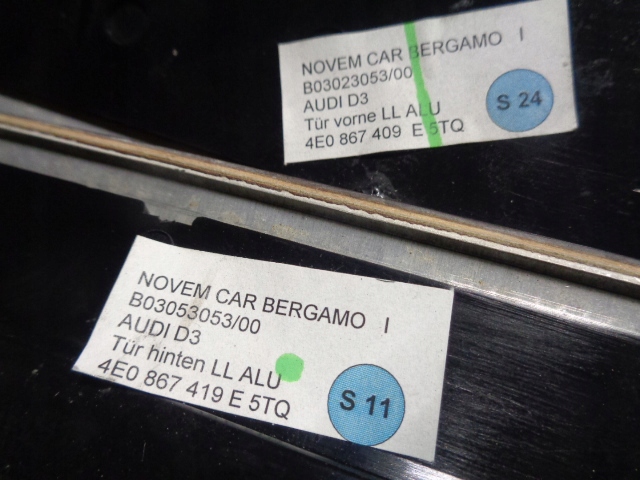 NOVEM CAR BERGAMO I
B03023053/00
AUDI D3
Tür vorne LL ALU
4E0 867 409 E 5TQ
S 24
NOVEM CAR BERGAMO I
B03053053/00
AUDI D3
Tür hinten LL ALU
4E0 867 419 E 5TQ
S 11